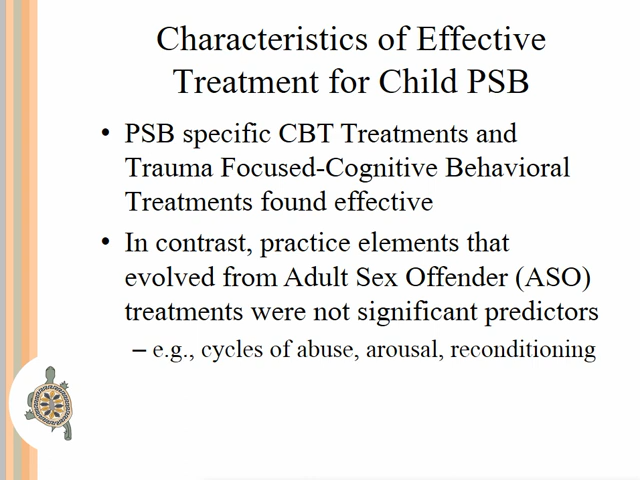 Characteristics of Effective
Treatment for Child PSB
• PSB specific CBT Treatments and
Trauma Focused-Cognitive Behavioral
Treatments found effective
• In contrast, practice elements that
evolved from Adult Sex Offender (ASO)
treatments were not significant predictors
– e.g., cycles of abuse, arousal, reconditioning